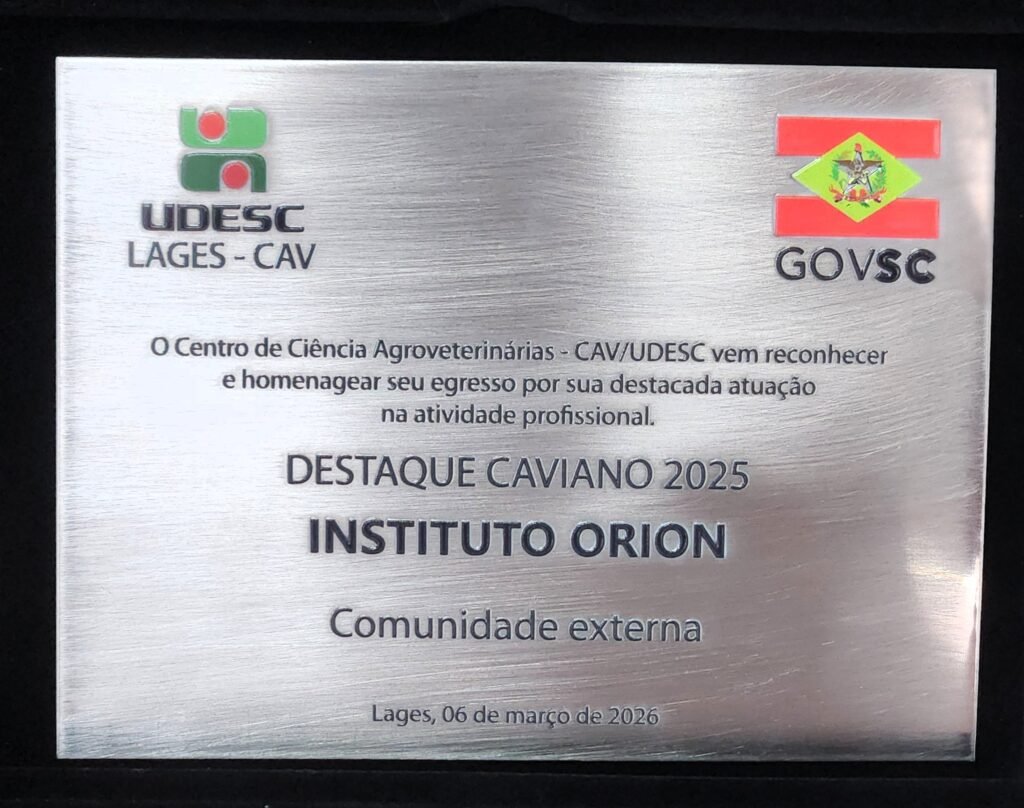 UDESC
LAGES - CAV
GOVSC
O Centro de Ciência Agroveterinárias - CAV/UDESC vem reconhecer
e homenagear seu egresso por sua destacada atuação
na atividade profissional.
DESTAQUE CAVIANO 2025
INSTITUTO ORION
Comunidade externa
Lages, 06 de março de 2026